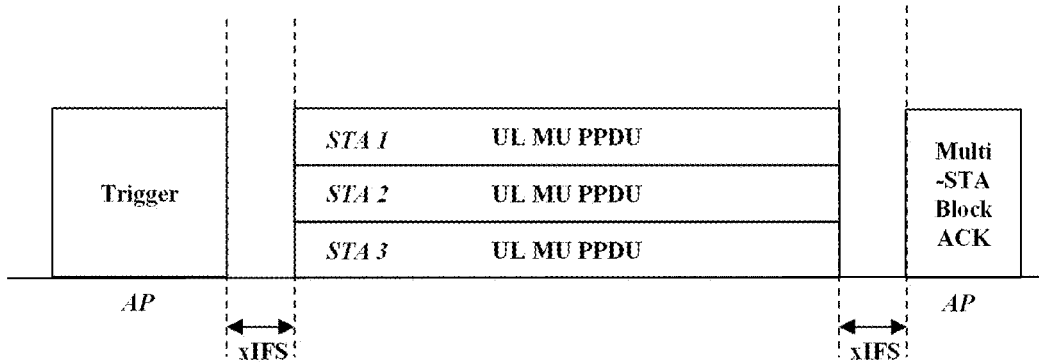 Trigger
STA 1 UL MU PPDU
STA 2 UL MU PPDU
STA 3 UL MU PPDU
Multi
-STA
Block
ACK
AP
AP
xIFS
xIFS